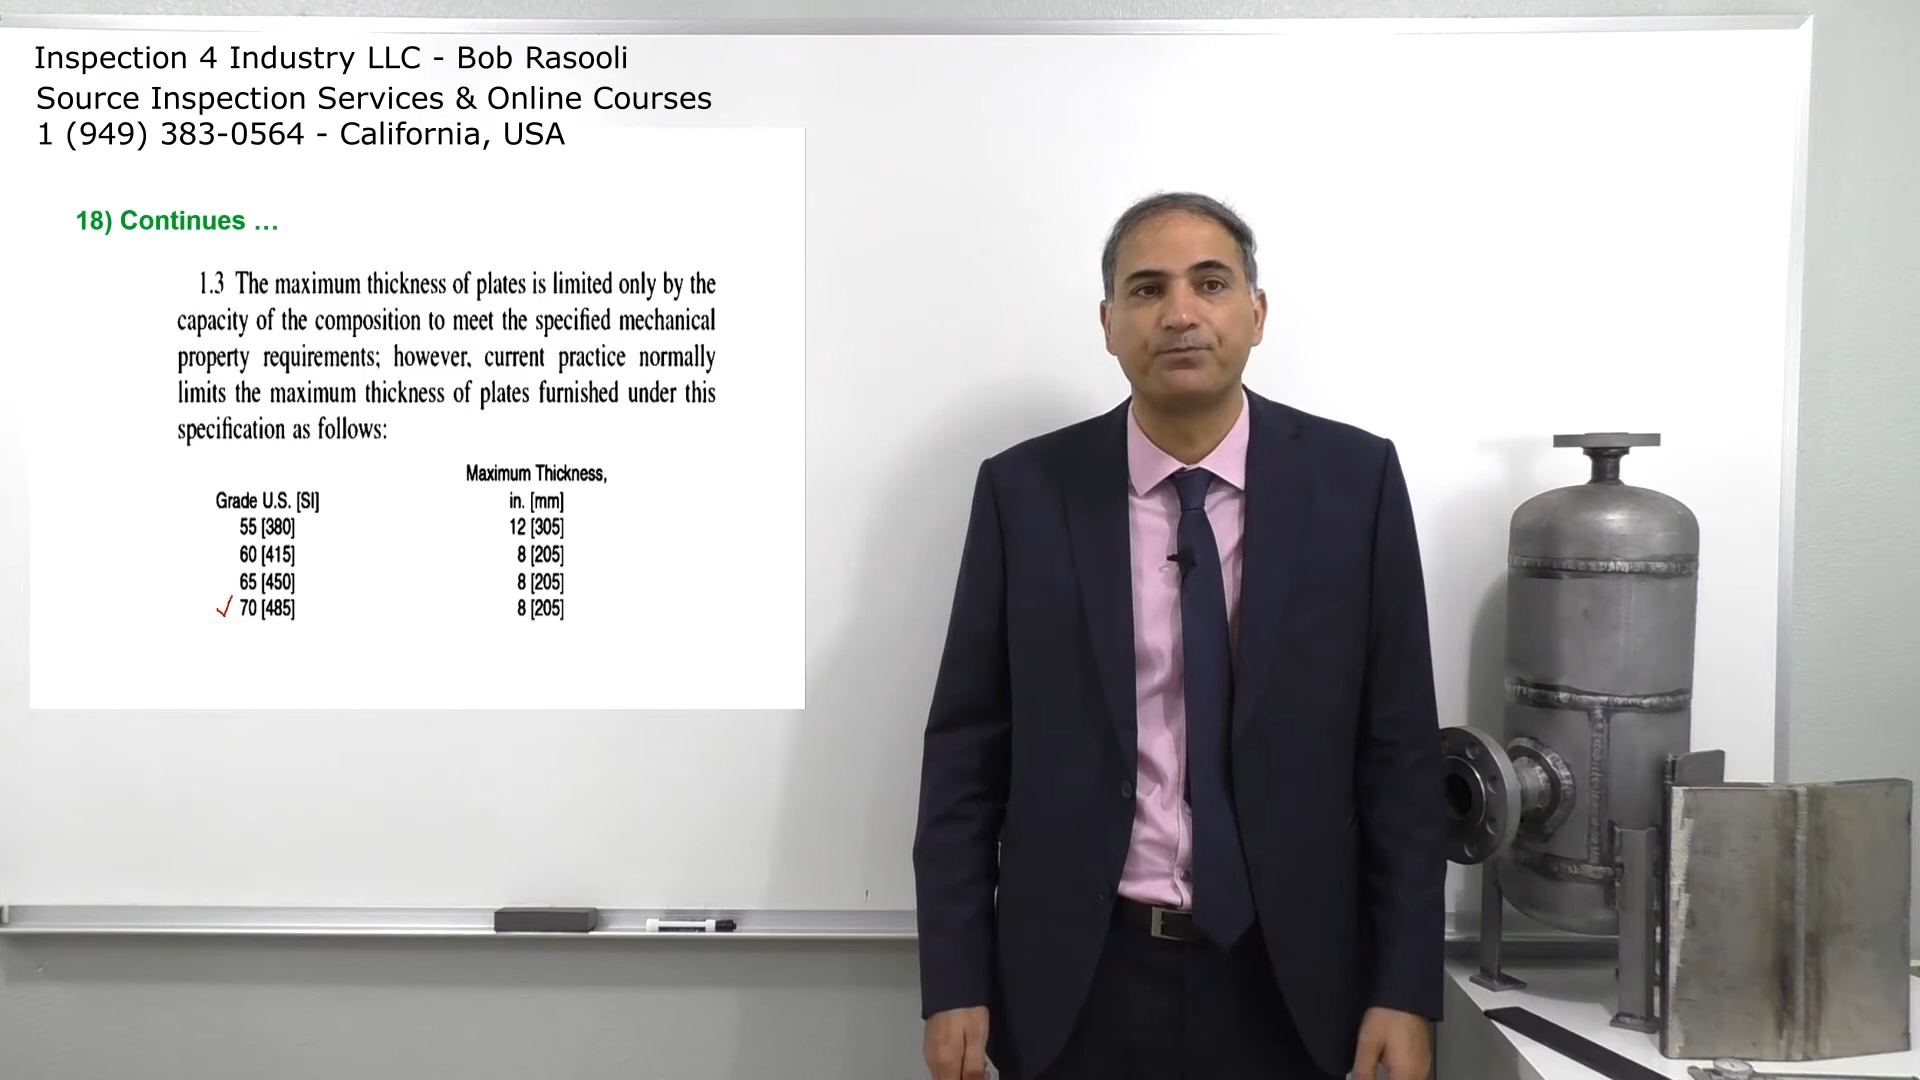 Inspection 4 Industry LLC - Bob Rasooli
Source Inspection Services & Online Courses
1 (949) 383-0564 - California, USA
18) Continues …
1.3 The maximum thickness of plates is limited only by the
capacity of the composition to meet the specified mechanical
property requirements; however, current practice normally
limits the maximum thickness of plates furnished under this
specification as follows:
Maximum Thickness,
Grade U.S. [SI] in. [mm]
55 [380] 12 [305]
60 [415] 8 [205]
65 [450] 8 [205]
✓ 70 [485] 8 [205]